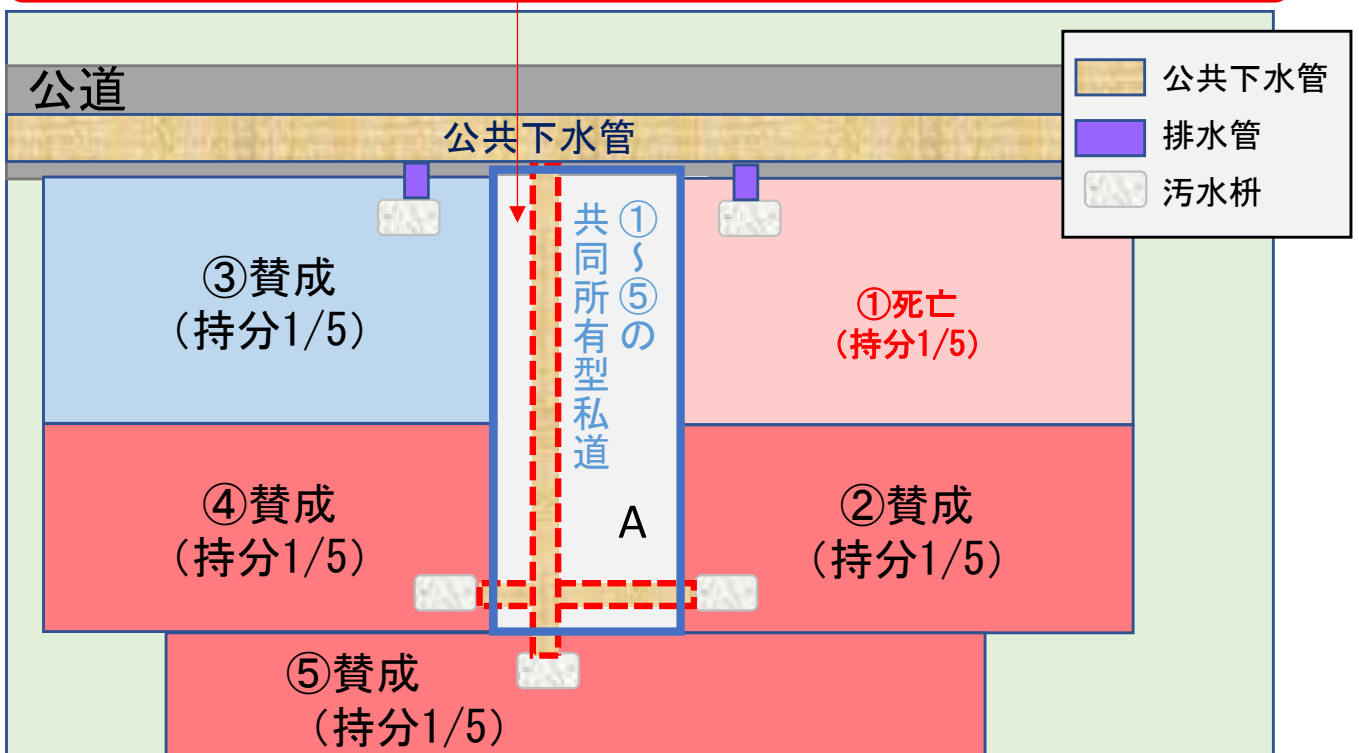 公道
公共下水管
公共下水管
排水管
汚水枡
③賛成
(持分1/5)
①~⑤の
共同所有型私道
①死亡
(持分1/5)
④賛成
(持分1/5)
A
②賛成
(持分1/5)
⑤賛成
(持分1/5)